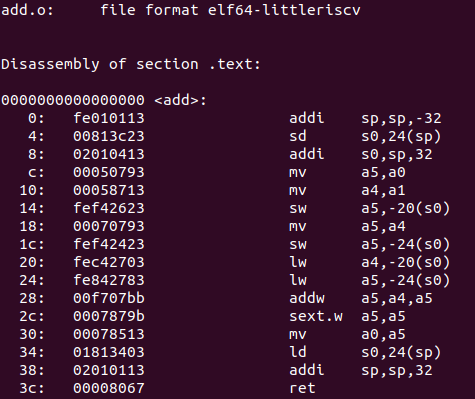 add.o:     file format elf64-littleriscv
Disassembly of section .text:
0000000000000000 <add>:
   0:   fe010113                addi    sp,sp,-32
   4:   00813c23                sd      s0,24(sp)
   8:   02010413                addi    s0,sp,32
   c:   00050793                mv      a5,a0
  10:   00058713                mv      a4,a1
  14:   fef42623                sw      a5,-20(s0)
  18:   00070793                mv      a5,a4
  1c:   fef42423                sw      a5,-24(s0)
  20:   fec42703                lw      a4,-20(s0)
  24:   fe842783                lw      a5,-24(s0)
  28:   00f707bb                addw    a5,a4,a5
  2c:   0007879b                sext.w  a5,a5
  30:   00078513                mv      a0,a5
  34:   01813403                ld      s0,24(sp)
  38:   02010113                addi    sp,sp,32
  3c:   00008067                ret